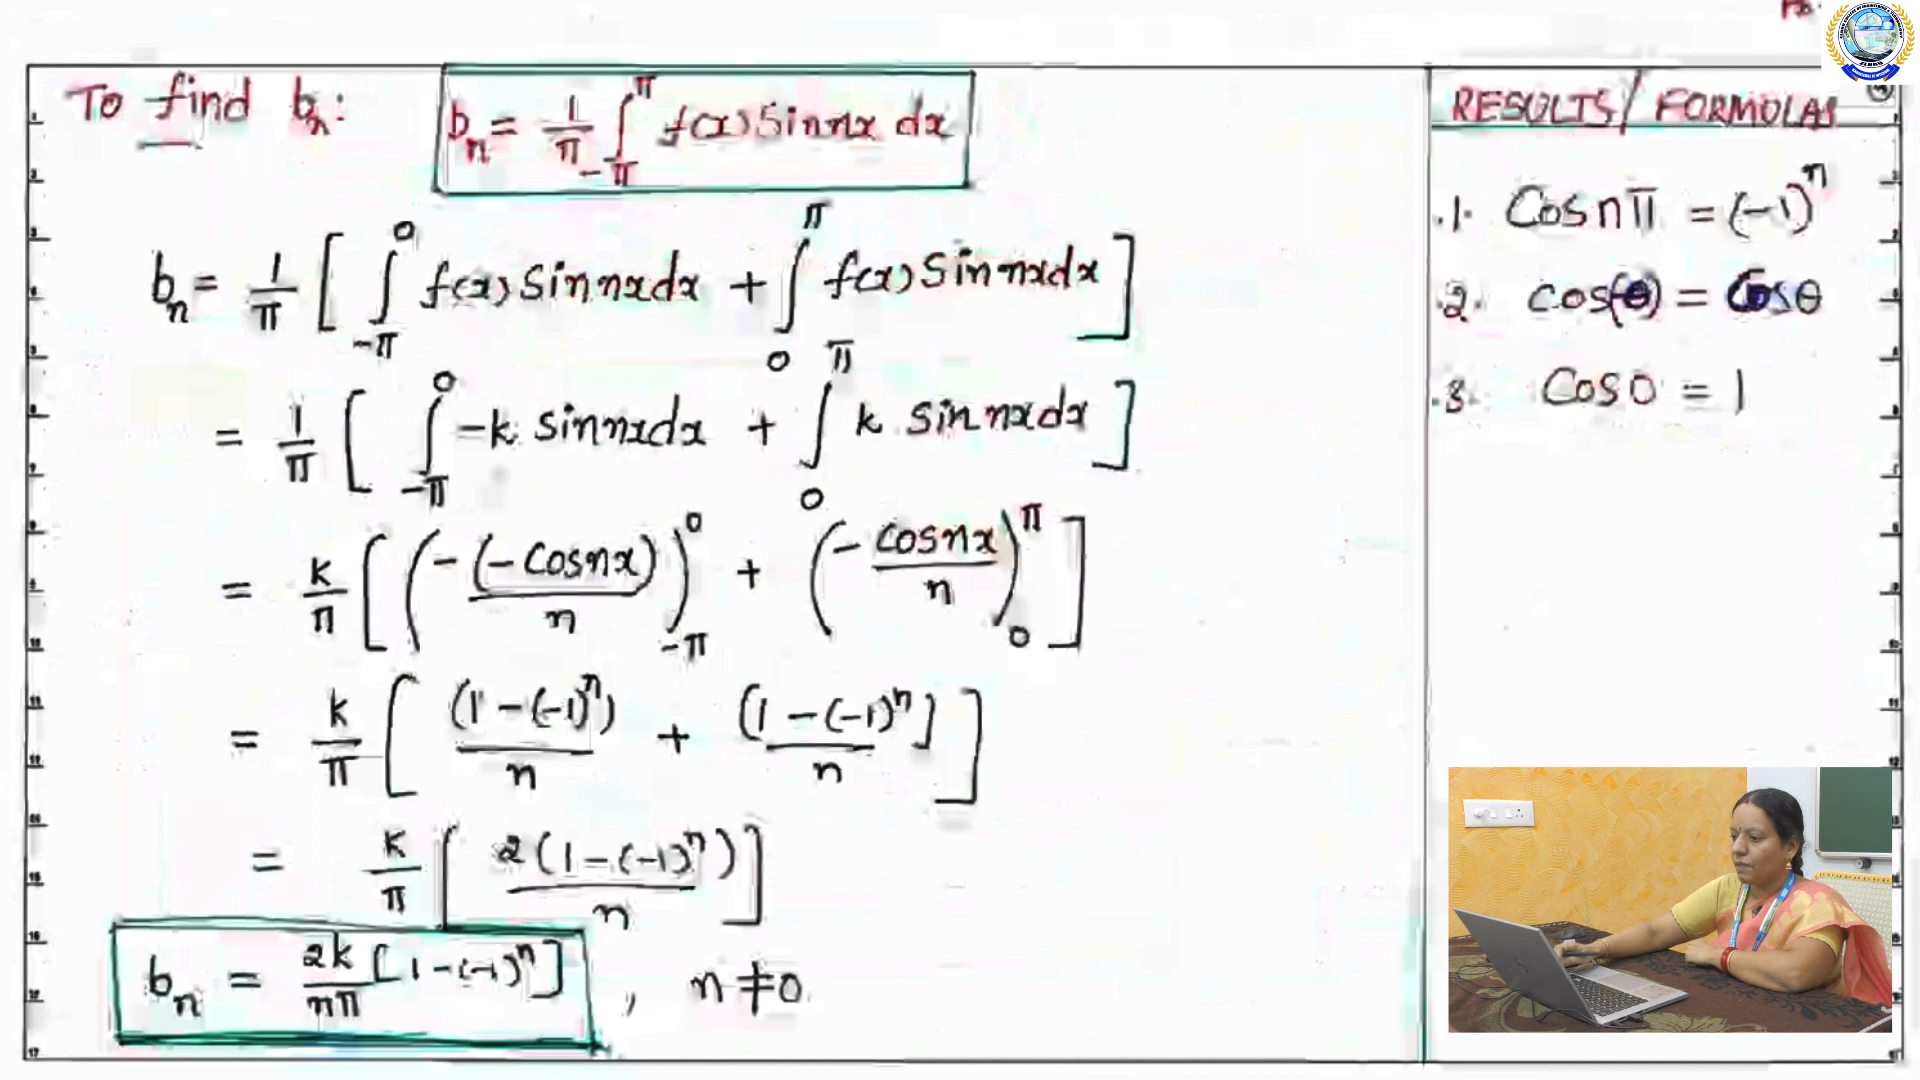 To find bₙ:
bₙ = 1/π ∫_{-π}^{π} f(x) Sin nx dx
bₙ = 1/π [ ∫_{-π}^{0} f(x) Sin nx dx + ∫_{0}^{π} f(x) Sin nx dx ]
= 1/π [ ∫_{-π}^{0} -k sin nx dx + ∫_{0}^{π} k sin nx dx ]
= k/π [ ( - (-Cos nx)/n )_{-π}^{0} + ( - Cos nx/n )_{0}^{π} ]
= k/π [ (1 - (-1)ⁿ)/n + (1 - (-1)ⁿ]/n ]
= k/π [ 2(1 - (-1)ⁿ)/n ]
bₙ = 2k/nπ [1 - (-1)ⁿ] , n ≠ 0
RESULTS/ FORMOLAS
.1. Cos nπ = (-1)ⁿ
.2. cos(-θ) = Cosθ
.3. Cos 0 = 1